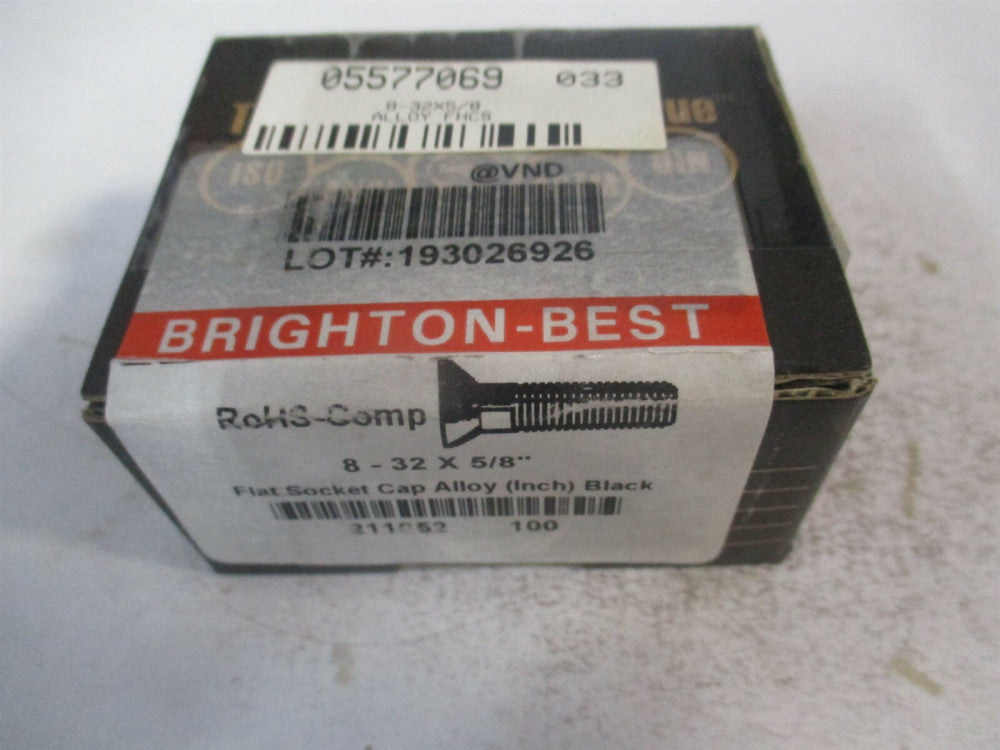 05577069 033
8-32X5/8
ALLOY FHCS
ISO
@VND
LOT#:193026926
BRIGHTON-BEST
RoHS-Comp
8 - 32 X 5/8"
Flat Socket Cap Alloy (Inch) Black
100